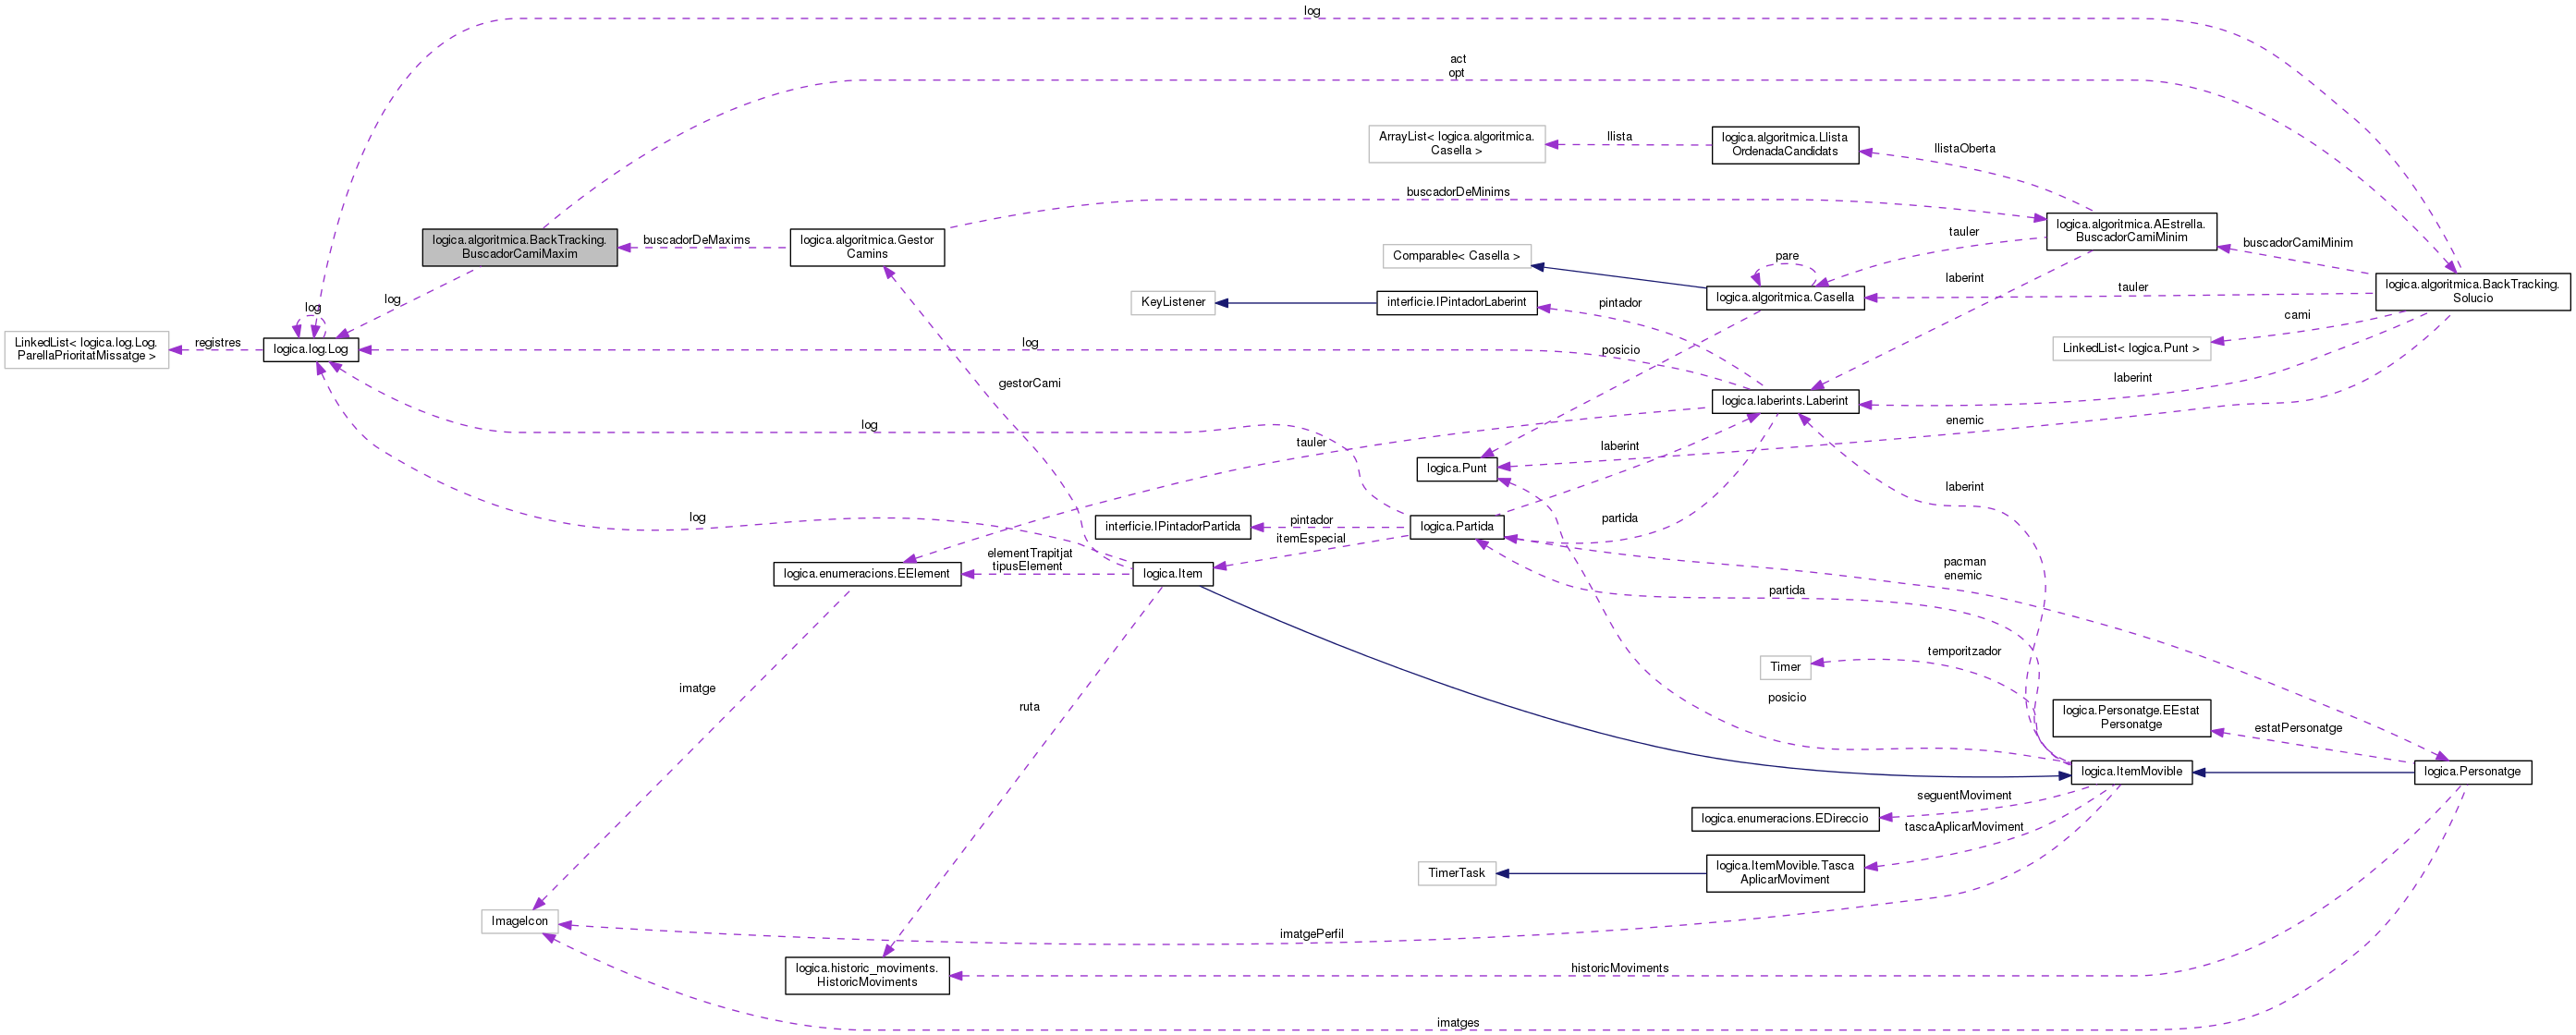 log
act
opt
ArrayList< logica.algoritmica.
Casella >
llista
logica.algoritmica.Llista
OrdenadaCandidats
llistaOberta
buscadorDeMinims
logica.algoritmica.BackTracking.
BuscadorCamiMaxim
buscadorDeMaxims
logica.algoritmica.Gestor
Camins
tauler
logica.algoritmica.AEstrella.
BuscadorCamiMinim
buscadorCamiMinim
Comparable< Casella >
pare
laberint
tauler
logica.algoritmica.BackTracking.
Solucio
log
log
KeyListener
interficie.IPintadorLaberint
pintador
logica.algoritmica.Casella
cami
LinkedList< logica.log.Log.
ParellaPrioritatMissatge >
registres
logica.log.Log
log
posicio
LinkedList< logica.Punt >
gestorCami
laberint
logica.laberints.Laberint
log
tauler
laberint
enemic
logica.Punt
laberint
log
interficie.IPintadorPartida
pintador
logica.Partida
partida
itemEspecial
elementTrapitjat
tipusElement
pacman
enemic
logica.enumeracions.EElement
logica.Item
partida
temporitzador
Timer
imatge
ruta
posicio
logica.Personatge.EEstat
Personatge
estatPersonatge
logica.ItemMovible
logica.Personatge
seguentMoviment
logica.enumeracions.EDireccio
tascaAplicarMoviment
TimerTask
logica.ItemMovible.Tasca
AplicarMoviment
ImageIcon
imatgePerfil
logica.historic_moviments.
HistoricMoviments
historicMoviments
imatges